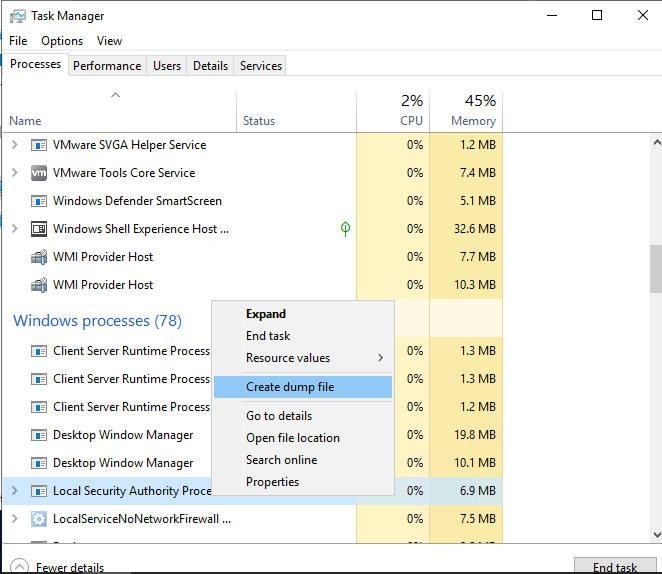 Task Manager
File Options View
Processes Performance Users Details Services
2% 45%
Name Status CPU Memory
VMware SVGA Helper Service 0% 1.2 MB
vm VMware Tools Core Service 0% 7.4 MB
Windows Defender SmartScreen 0% 5.1 MB
Windows Shell Experience Host ... 0% 32.6 MB
WMI Provider Host 0% 7.7 MB
WMI Provider Host 0% 10.3 MB
Windows processes (78)
Client Server Runtime Process 0% 1.3 MB
Client Server Runtime Process 0% 1.3 MB
Client Server Runtime Process 0% 1.2 MB
Desktop Window Manager 0% 19.8 MB
Desktop Window Manager 0% 10.1 MB
Local Security Authority Proce 0% 6.9 MB
LocalServiceNoNetworkFirewall ... 0% 7.5 MB
Expand
End task
Resource values
Create dump file
Go to details
Open file location
Search online
Properties
Fewer details End task